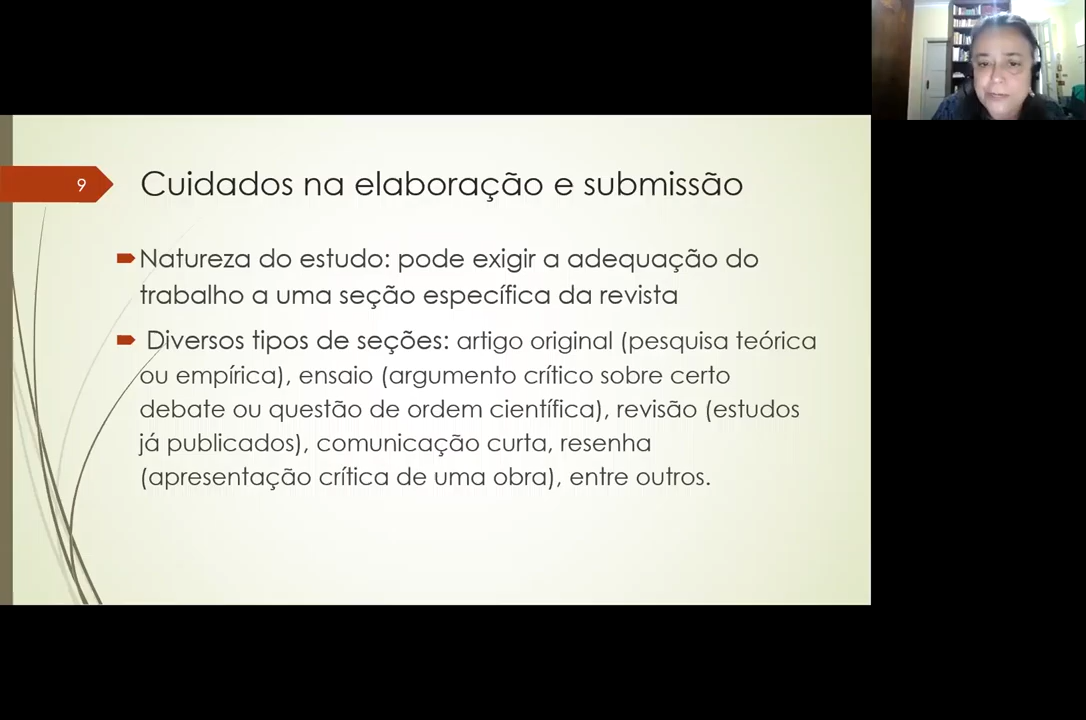 9
Cuidados na elaboração e submissão
Natureza do estudo: pode exigir a adequação do
trabalho a uma seção específica da revista
Diversos tipos de seções: artigo original (pesquisa teórica
ou empírica), ensaio (argumento crítico sobre certo
debate ou questão de ordem científica), revisão (estudos
já publicados), comunicação curta, resenha
(apresentação crítica de uma obra), entre outros.